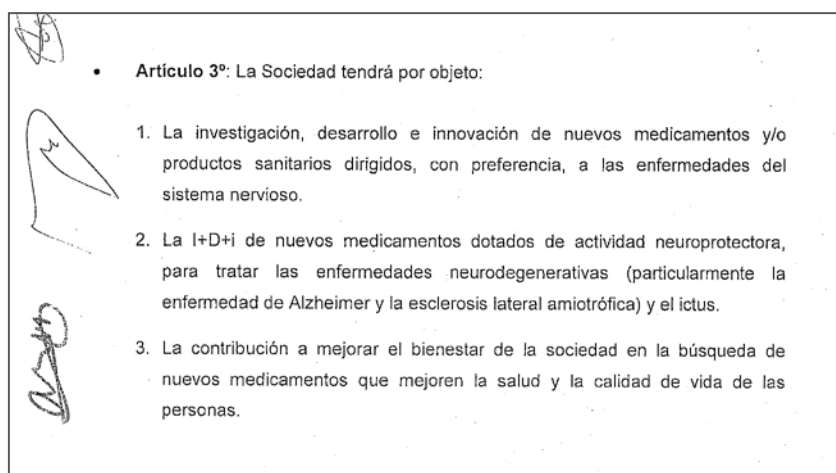 • Artículo 3º: La Sociedad tendrá por objeto:
1. La investigación, desarrollo e innovación de nuevos medicamentos y/o
productos sanitarios dirigidos, con preferencia, a las enfermedades del
sistema nervioso.
2. La I+D+i de nuevos medicamentos dotados de actividad neuroprotectora,
para tratar las enfermedades neurodegenerativas (particularmente la
enfermedad de Alzheimer y la esclerosis lateral amiotrófica) y el ictus.
3. La contribución a mejorar el bienestar de la sociedad en la búsqueda de
nuevos medicamentos que mejoren la salud y la calidad de vida de las
personas.